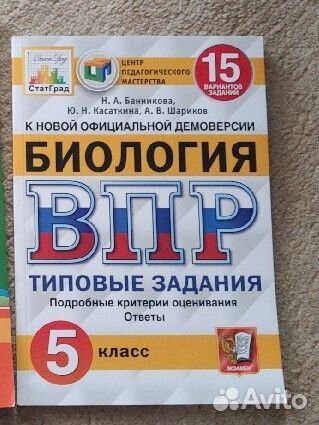 СтатГрад
ЦЕНТР
ПЕДАГОГИЧЕСКОГО
МАСТЕРСТВА
15
ВАРИАНТОВ
ЗАДАНИЙ
Н. А. Банникова,
Ю. Н. Касаткина, А. В. Шариков
К НОВОЙ ОФИЦИАЛЬНОЙ ДЕМОВЕРСИИ
БИОЛОГИЯ
ВПР
ТИПОВЫЕ ЗАДАНИЯ
Подробные критерии оценивания
Ответы
5 класс
ЭКЗАМЕН
Avito